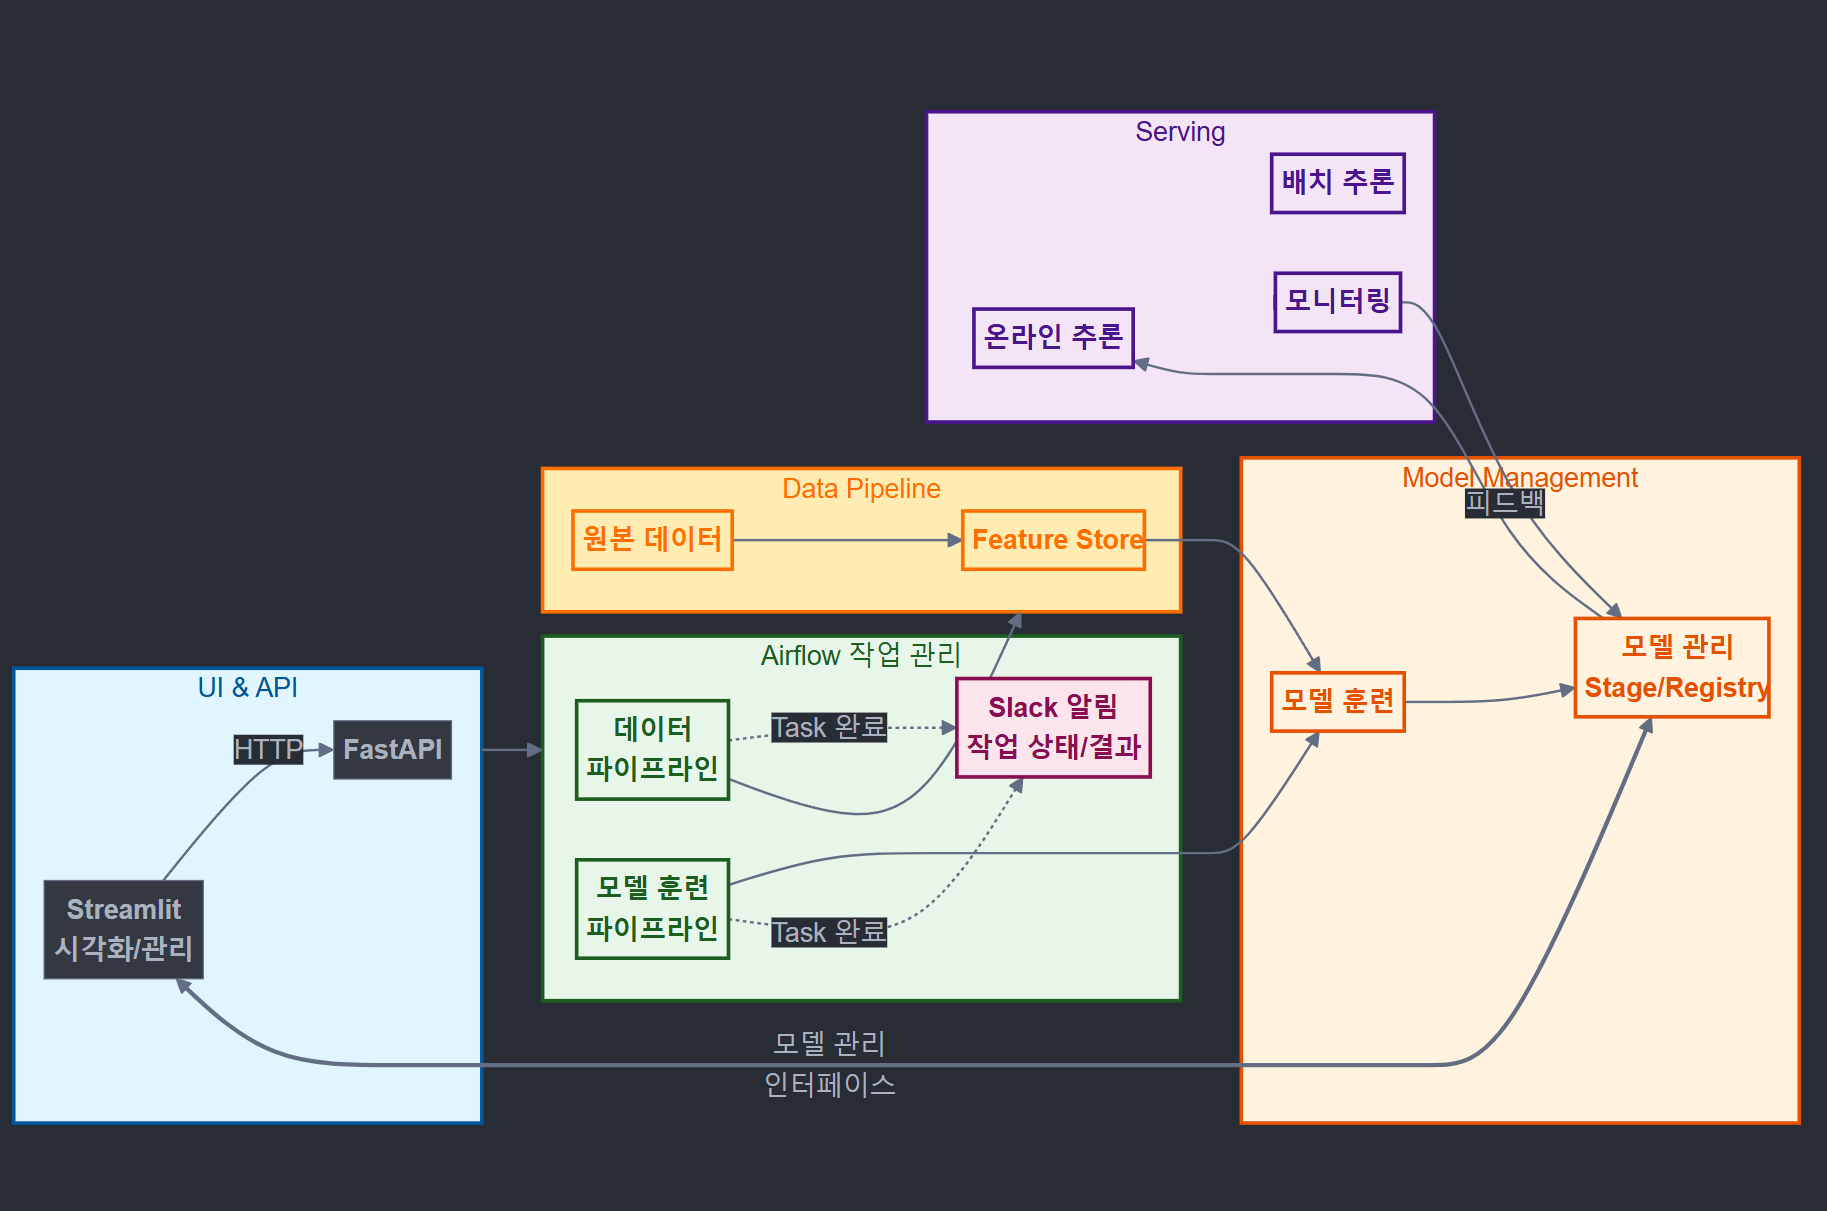 Serving
배치 추론
모니터링
온라인 추론
Data Pipeline
원본 데이터
Feature Store
Model Management
피드백
모델 관리
Stage/Registry
모델 훈련
Airflow 작업 관리
데이터
파이프라인
Task 완료
Slack 알림
작업 상태/결과
모델 훈련
파이프라인
Task 완료
UI & API
HTTP
FastAPI
Streamlit
시각화/관리
모델 관리
인터페이스